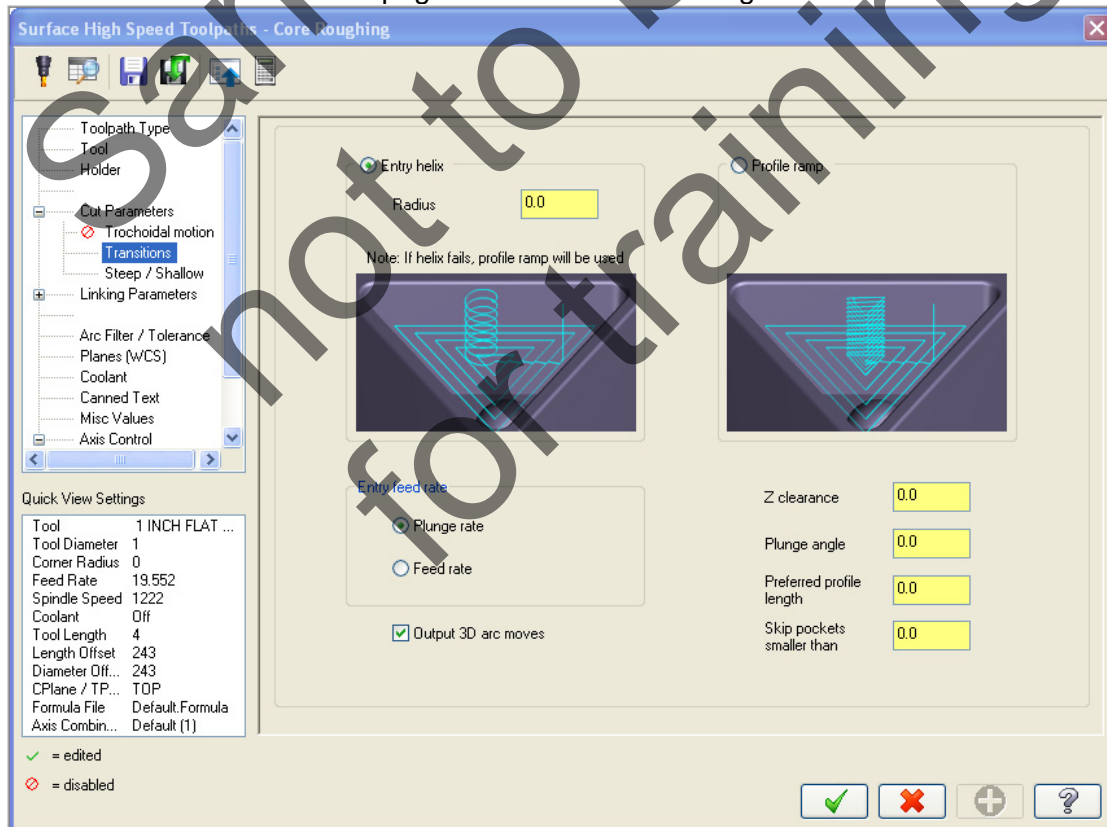 Surface High Speed Toolpaths - Core Roughing
Toolpath Type
Tool
Holder
Cut Parameters
Trochoidal motion
Transitions
Steep / Shallow
Linking Parameters
Arc Filter / Tolerance
Planes (WCS)
Coolant
Canned Text
Misc Values
Axis Control
Entry helix
Radius 0.0
Note: If helix fails, profile ramp will be used
Profile ramp
Entry feed rate
Plunge rate
Feed rate
Output 3D arc moves
Z clearance 0.0
Plunge angle 0.0
Preferred profile
length 0.0
Skip pockets
smaller than 0.0
Quick View Settings
Tool 1 INCH FLAT ...
Tool Diameter 1
Corner Radius 0
Feed Rate 19.552
Spindle Speed 1222
Coolant Off
Tool Length 4
Length Offset 243
Diameter Off... 243
CPlane / TP... TOP
Formula File Default.Formula
Axis Combin... Default (1)
= edited
= disabled
not to
for training